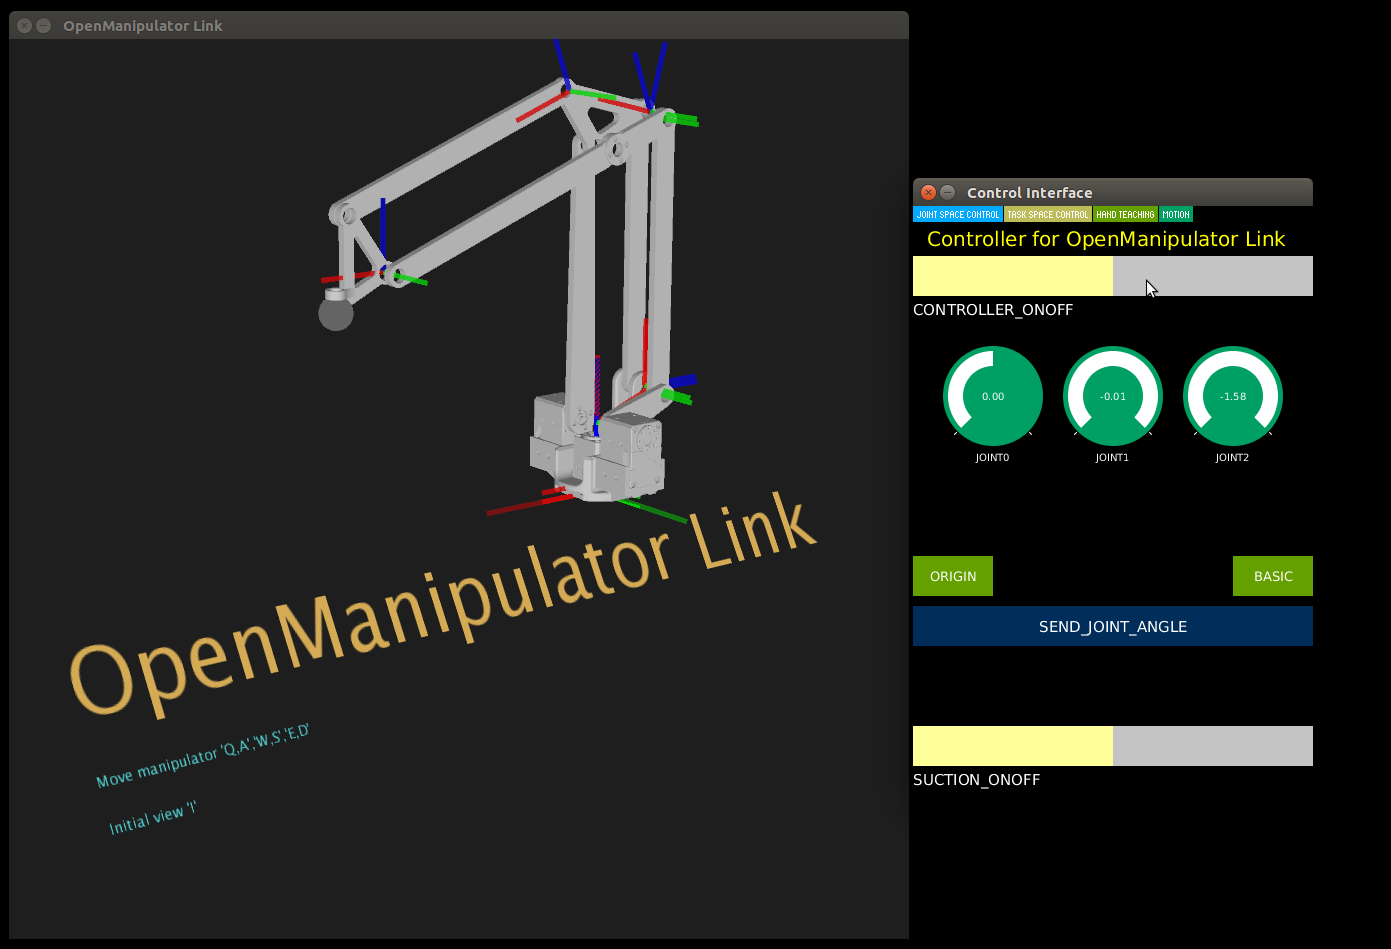 OpenManipulator Link
OpenManipulator Link
Move manipulator 'Q,A','W,S','E,D'
Initial view 'I'
Control Interface
JOINT SPACE CONTROL TASK SPACE CONTROL HAND TEACHING MOTION
Controller for OpenManipulator Link
CONTROLLER_ONOFF
0.00 -0.01 -1.58
JOINT0 JOINT1 JOINT2
ORIGIN BASIC
SEND_JOINT_ANGLE
SUCTION_ONOFF